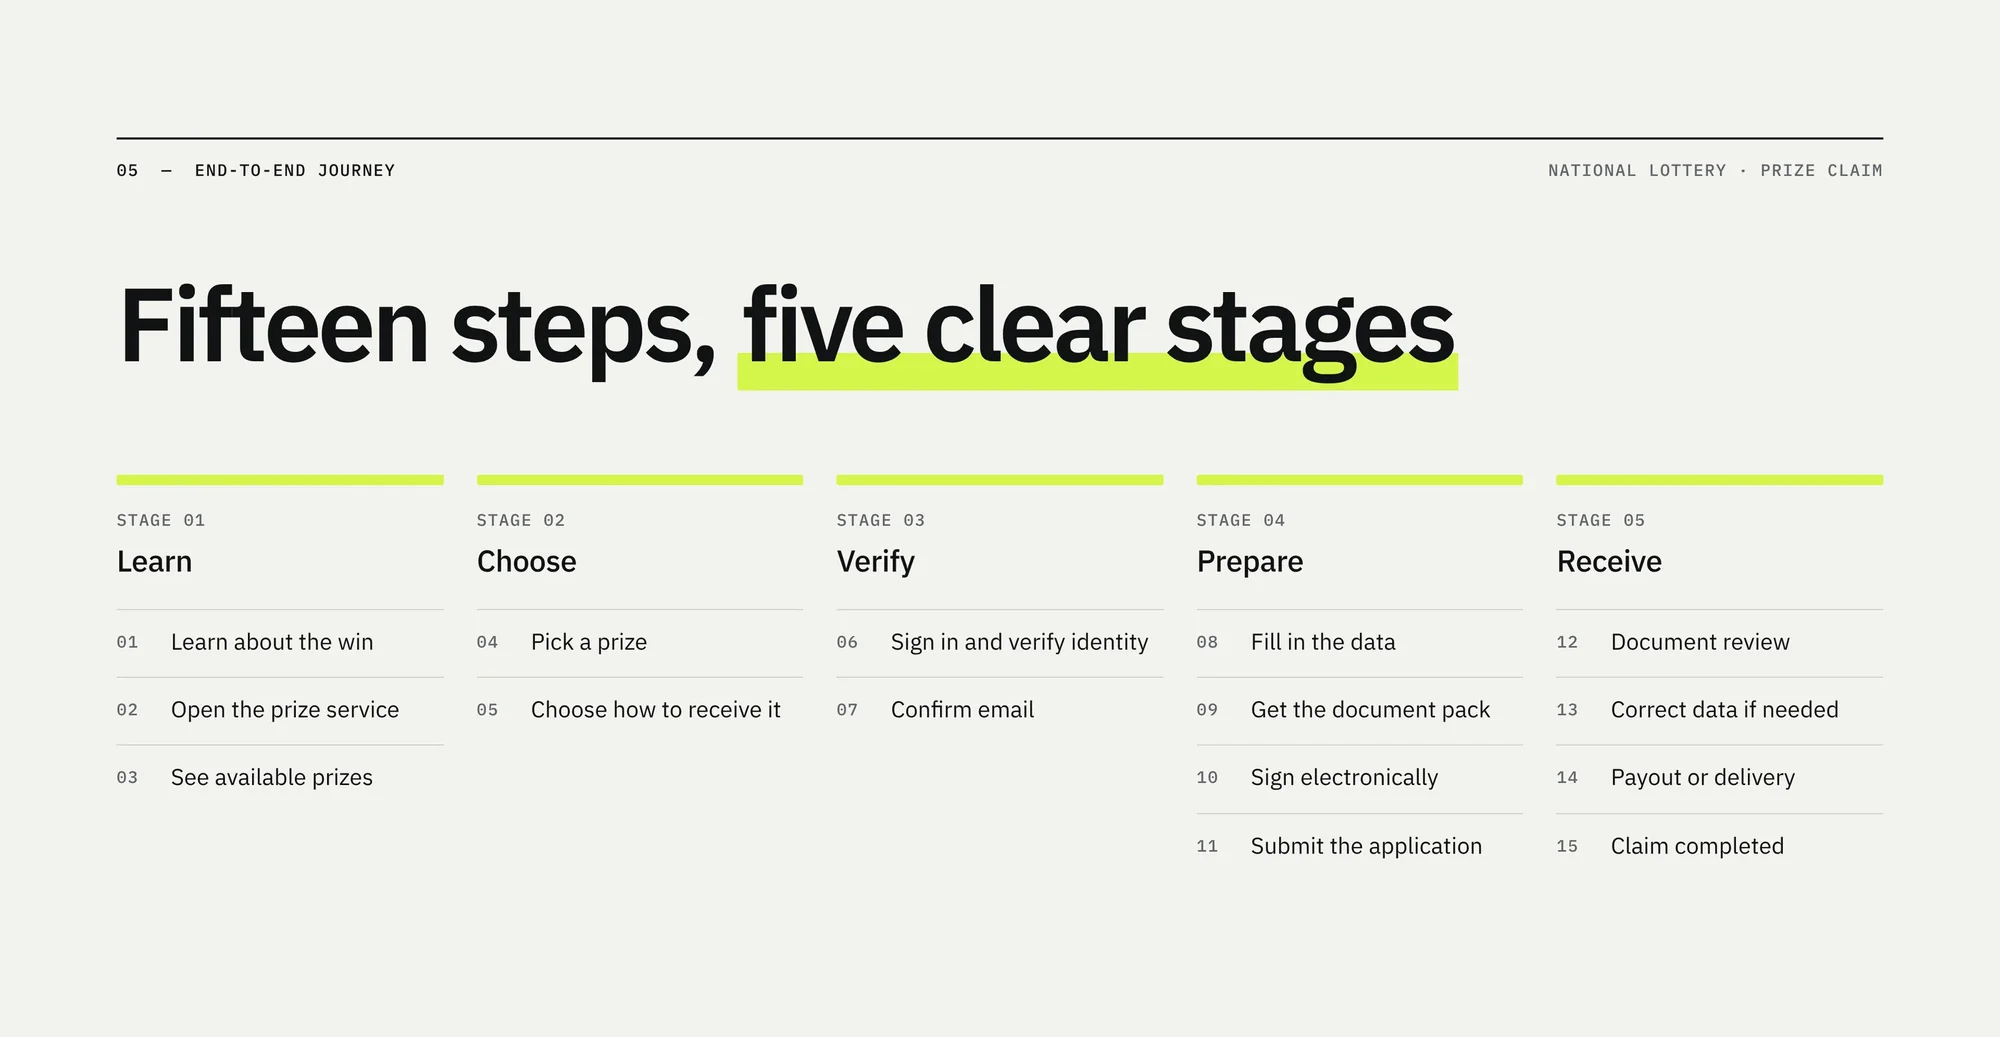 05 — END-TO-END JOURNEY
NATIONAL LOTTERY · PRIZE CLAIM
Fifteen steps, five clear stages
STAGE 01
Learn
01 Learn about the win
02 Open the prize service
03 See available prizes
STAGE 02
Choose
04 Pick a prize
05 Choose how to receive it
STAGE 03
Verify
06 Sign in and verify identity
07 Confirm email
STAGE 04
Prepare
08 Fill in the data
09 Get the document pack
10 Sign electronically
11 Submit the application
STAGE 05
Receive
12 Document review
13 Correct data if needed
14 Payout or delivery
15 Claim completed